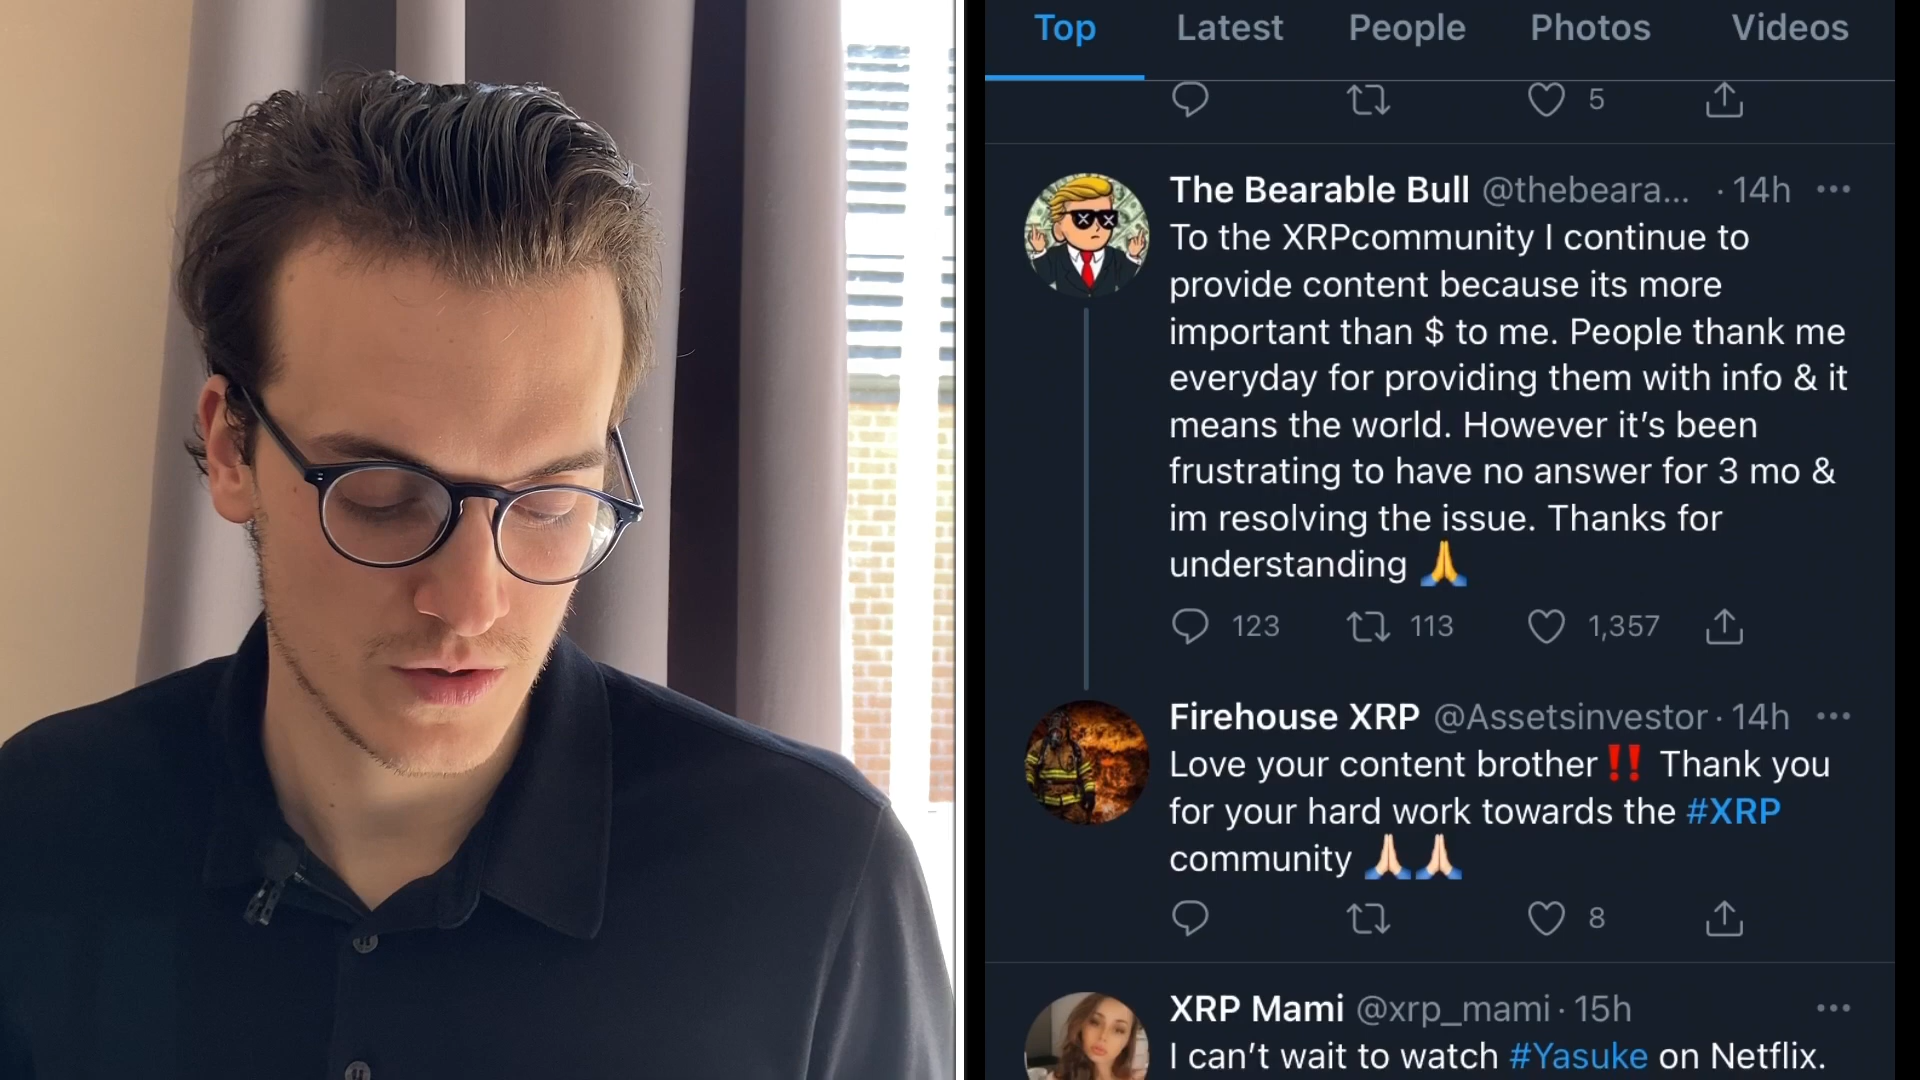 Top Latest People Photos Videos
5
The Bearable Bull @thebeara... · 14h
To the XRPcommunity I continue to
provide content because its more
important than $ to me. People thank me
everyday for providing them with info & it
means the world. However it’s been
frustrating to have no answer for 3 mo &
im resolving the issue. Thanks for
understanding 🙏
123 113 1,357
Firehouse XRP @Assetsinvestor · 14h
Love your content brother‼️ Thank you
for your hard work towards the #XRP
community 🙏🏻🙏🏻
8
XRP Mami @xrp_mami · 15h
I can’t wait to watch #Yasuke on Netflix.